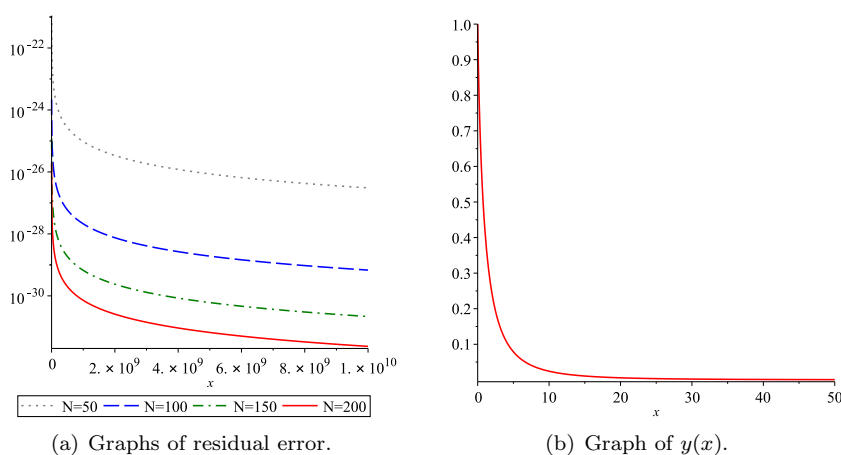 10^-22
10^-24
10^-26
10^-28
10^-30
0 2. × 10^9 4. × 10^9 6. × 10^9 8. × 10^9 1. × 10^10
x
N=50 N=100 N=150 N=200
(a) Graphs of residual error.
1.0
0.9
0.8
0.7
0.6
0.5
0.4
0.3
0.2
0.1
0 10 20 30 40 50
x
(b) Graph of y(x).